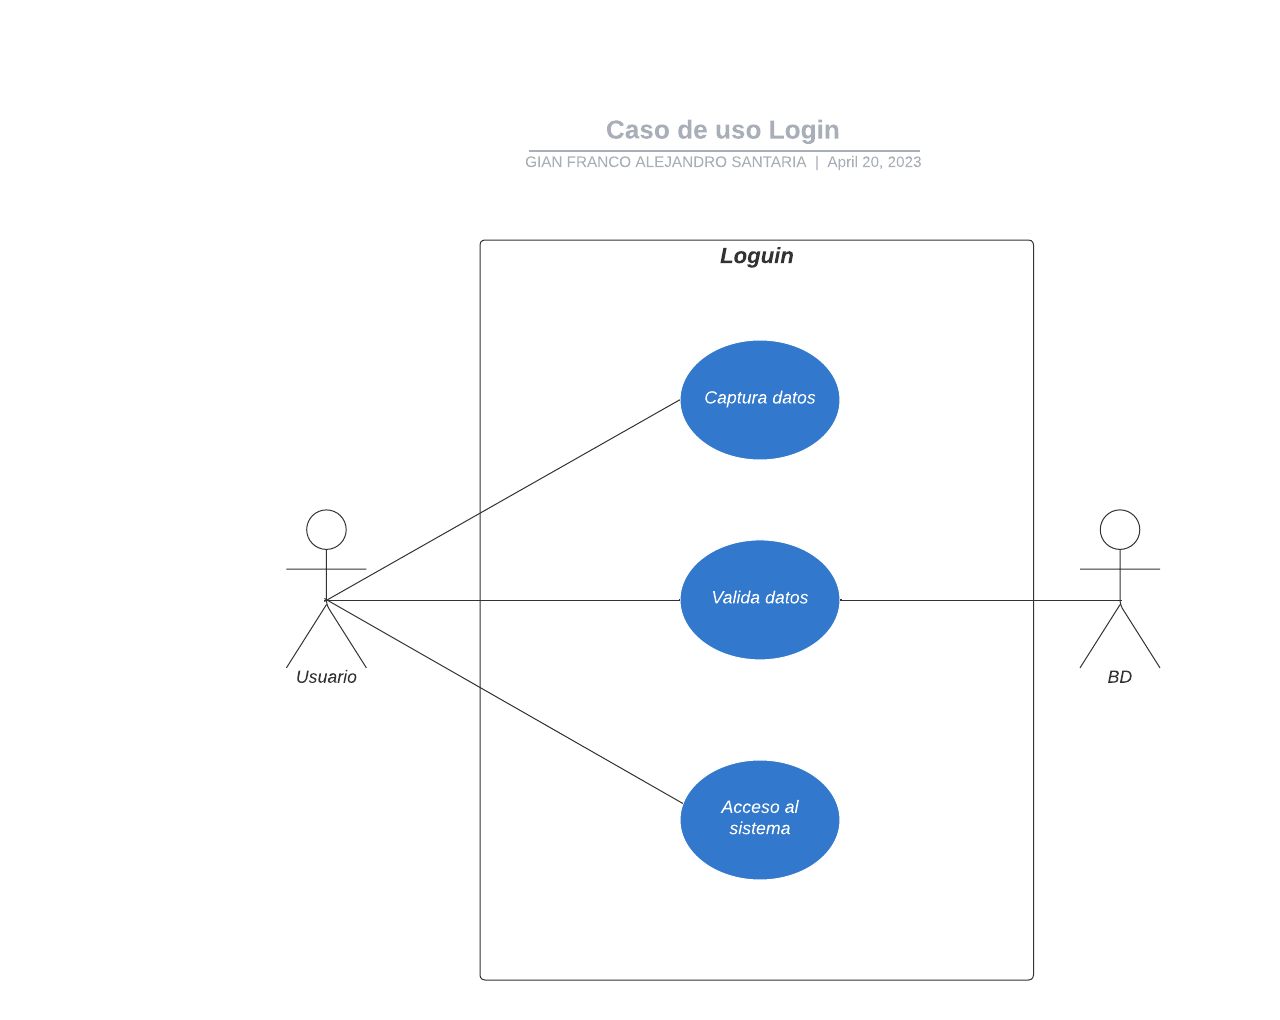 Caso de uso Login
GIAN FRANCO ALEJANDRO SANTARIA | April 20, 2023
Loguin
Captura datos
Valida datos
Usuario
BD
Acceso al
sistema